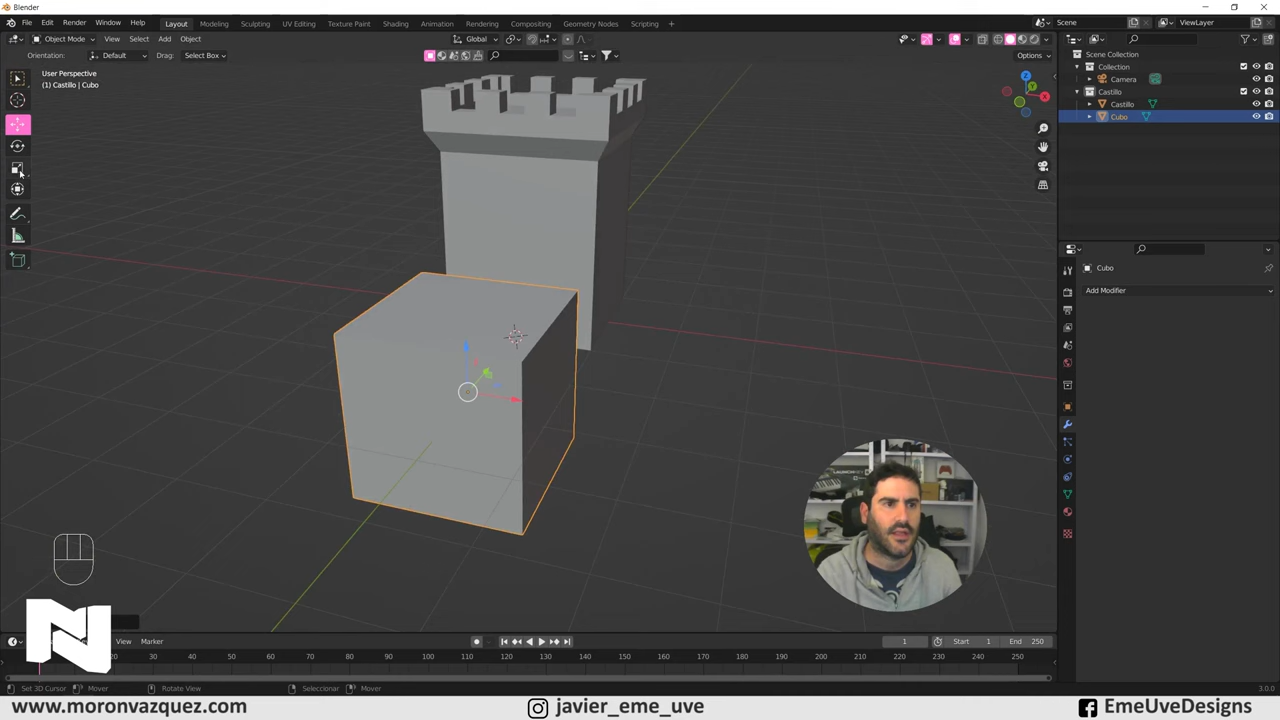 Blender
File Edit Render Window Help Layout Modeling Sculpting UV Editing Texture Paint Shading Animation Rendering Compositing Geometry Nodes Scripting + Scene ViewLayer
Object Mode View Select Add Object Global
Orientation: Default Drag: Select Box Options
User Perspective
(1) Castillo | Cubo
Scene Collection
Collection
Camera
Castillo
Castillo
Cubo
Cubo
Add Modifier
X
Y
Z
N
View Marker 1 Start 1 End 250
20 30 40 50 60 70 80 90 100 110 120 130 140 150 160 170 180 190 200 210 220 230 240 250
Set 3D Cursor Mover Rotate View Seleccionar Mover 3.0.0
www.moronvazquez.com javier_eme_uve EmeUveDesigns